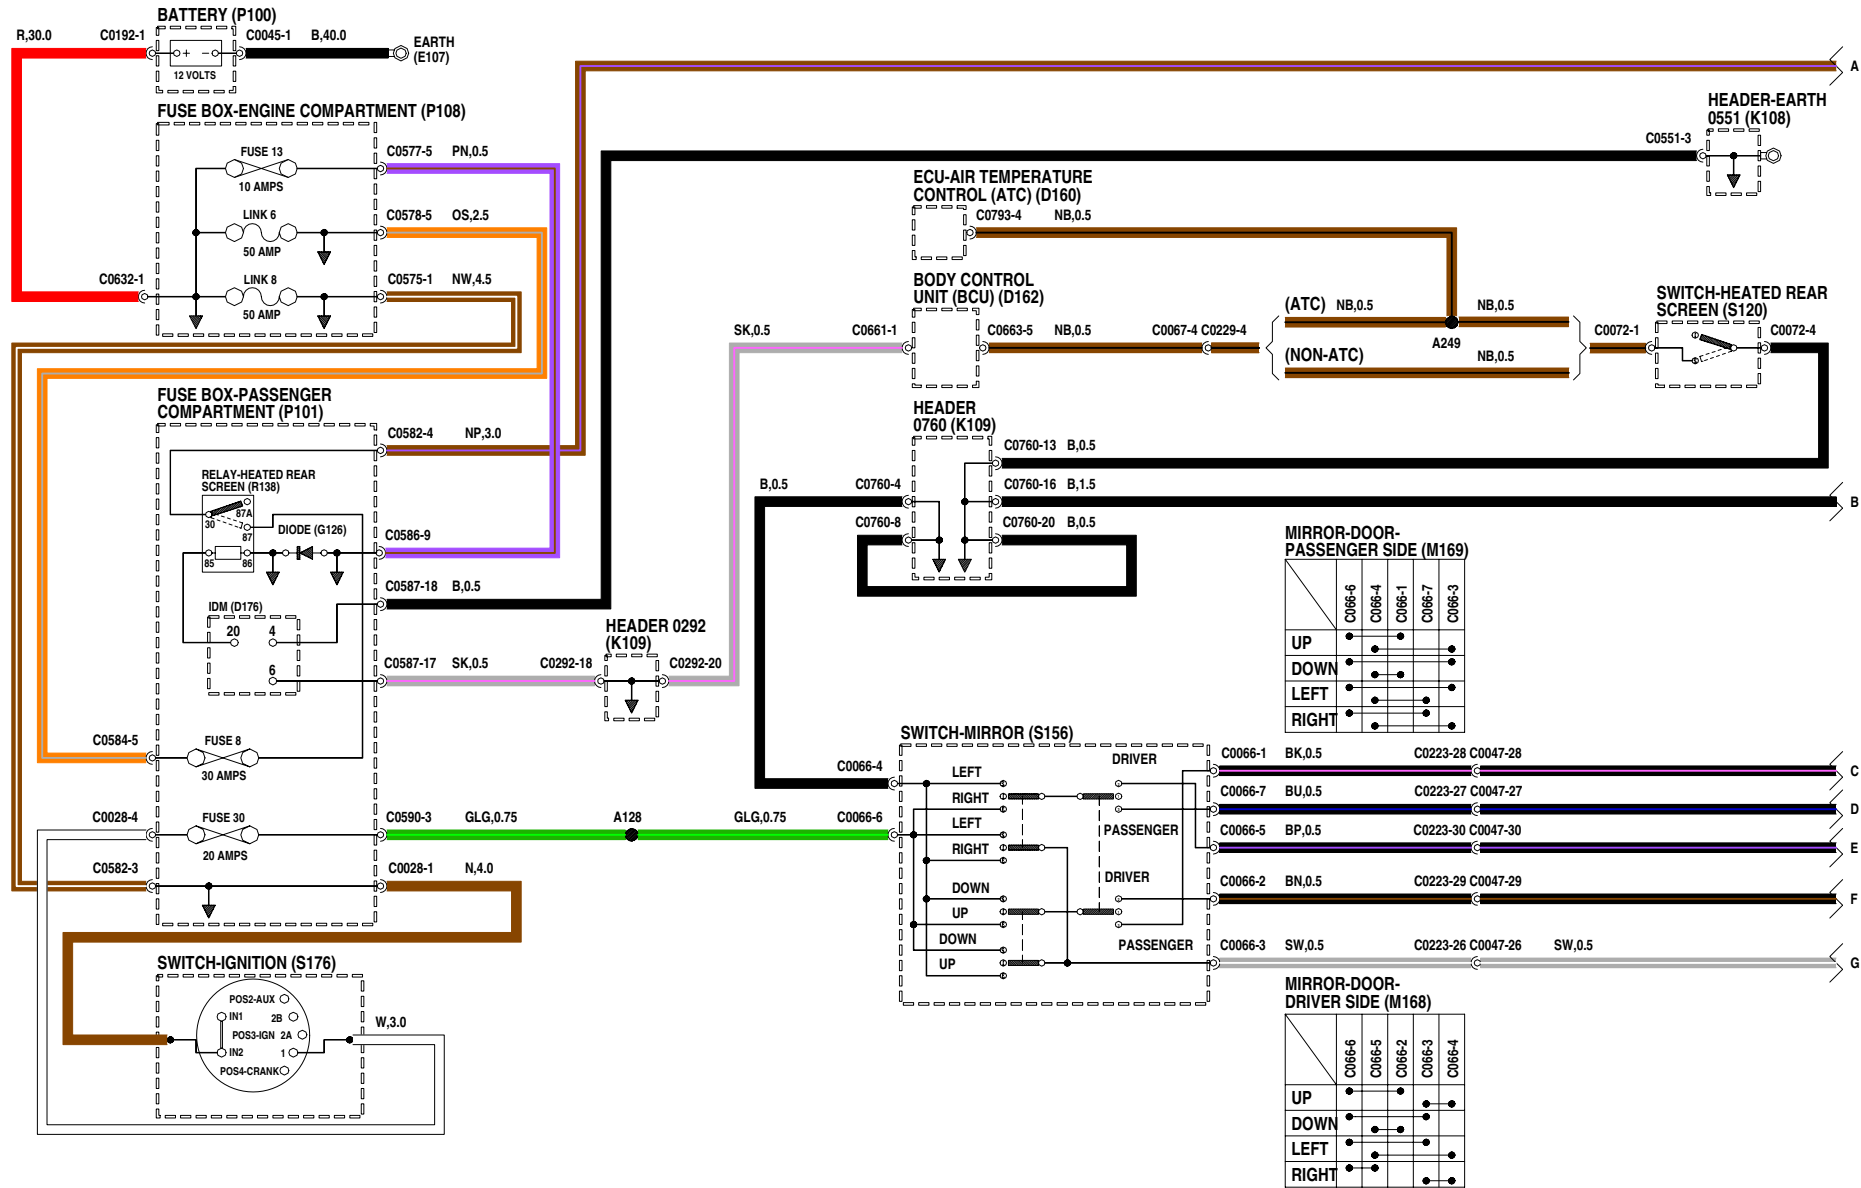 BATTERY (P100)
R,30.0
C0192-1
C0045-1
B,40.0
EARTH
(E107)
12 VOLTS
A
FUSE BOX-ENGINE COMPARTMENT (P108)
FUSE 13
10 AMPS
C0577-5
PN,0.5
LINK 6
50 AMP
C0578-5
OS,2.5
C0632-1
LINK 8
50 AMP
C0575-1
NW,4.5
HEADER-EARTH
0551 (K108)
C0551-3
ECU-AIR TEMPERATURE
CONTROL (ATC) (D160)
C0793-4
NB,0.5
BODY CONTROL
UNIT (BCU) (D162)
SK,0.5
C0661-1
C0663-5
NB,0.5
C0067-4 C0229-4
(ATC)
NB,0.5
NB,0.5
A249
(NON-ATC)
NB,0.5
SWITCH-HEATED REAR
SCREEN (S120)
C0072-1
C0072-4
FUSE BOX-PASSENGER
COMPARTMENT (P101)
C0582-4
NP,3.0
RELAY-HEATED REAR
SCREEN (R138)
87A
30
87
85
86
DIODE (G126)
C0586-9
C0587-18
B,0.5
IDM (D176)
20
4
6
C0587-17
SK,0.5
HEADER 0292
(K109)
C0292-18
C0292-20
C0584-5
FUSE 8
30 AMPS
C0028-4
FUSE 30
20 AMPS
C0590-3
GLG,0.75
A128
GLG,0.75
C0066-6
C0582-3
C0028-1
N,4.0
HEADER
0760 (K109)
C0760-13
B,0.5
B,0.5
C0760-4
C0760-16
B,1.5
B
C0760-8
C0760-20
B,0.5
MIRROR-DOOR-
PASSENGER SIDE (M169)
C066-6
C066-4
C066-1
C066-7
C066-3
UP
DOWN
LEFT
RIGHT
SWITCH-MIRROR (S156)
C0066-4
LEFT
RIGHT
LEFT
RIGHT
DOWN
UP
DOWN
UP
DRIVER
PASSENGER
DRIVER
PASSENGER
C0066-1
BK,0.5
C0223-28 C0047-28
C
C0066-7
BU,0.5
C0223-27 C0047-27
D
C0066-5
BP,0.5
C0223-30 C0047-30
E
C0066-2
BN,0.5
C0223-29 C0047-29
F
C0066-3
SW,0.5
C0223-26 C0047-26
SW,0.5
G
SWITCH-IGNITION (S176)
POS2-AUX
IN1
2B
POS3-IGN
2A
IN2
1
POS4-CRANK
W,3.0
MIRROR-DOOR-
DRIVER SIDE (M168)
C066-6
C066-5
C066-2
C066-3
C066-4
UP
DOWN
LEFT
RIGHT